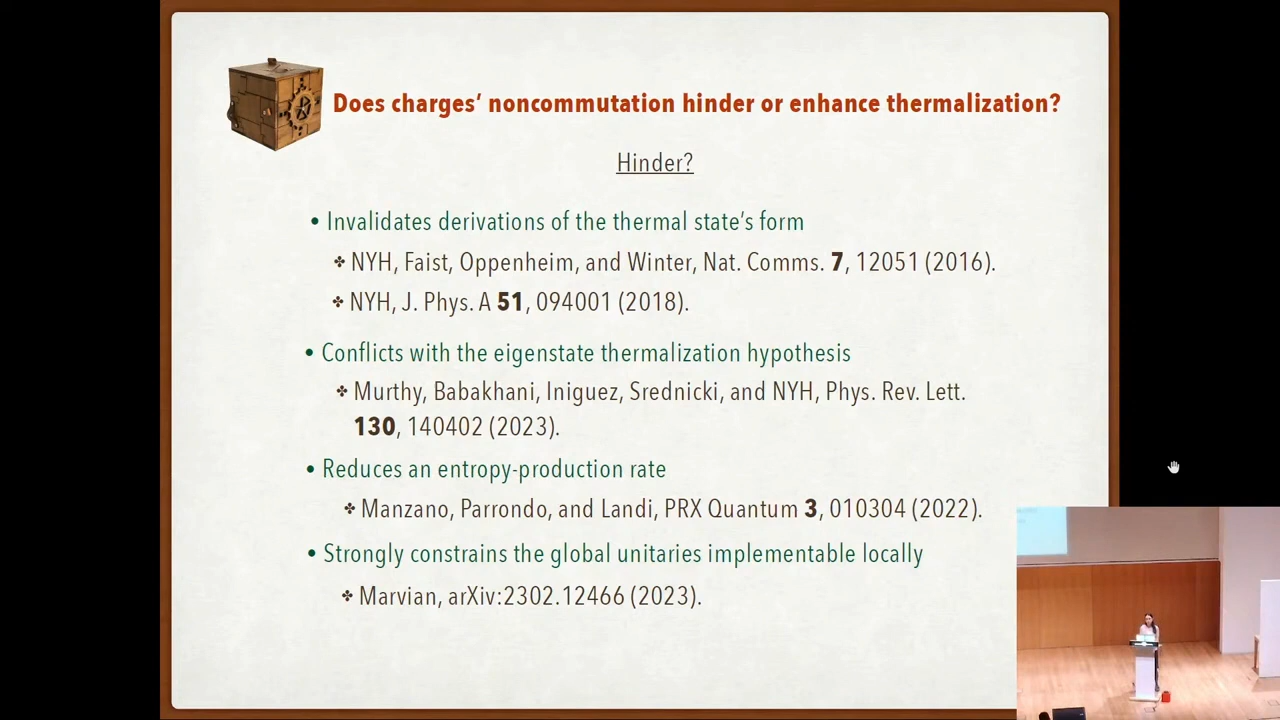 Does charges’ noncommutation hinder or enhance thermalization?
Hinder?
• Invalidates derivations of the thermal state’s form
❖ NYH, Faist, Oppenheim, and Winter, Nat. Comms. 7, 12051 (2016).
❖ NYH, J. Phys. A 51, 094001 (2018).
• Conflicts with the eigenstate thermalization hypothesis
❖ Murthy, Babakhani, Iniguez, Srednicki, and NYH, Phys. Rev. Lett.
130, 140402 (2023).
• Reduces an entropy-production rate
❖ Manzano, Parrondo, and Landi, PRX Quantum 3, 010304 (2022).
• Strongly constrains the global unitaries implementable locally
❖ Marvian, arXiv:2302.12466 (2023).